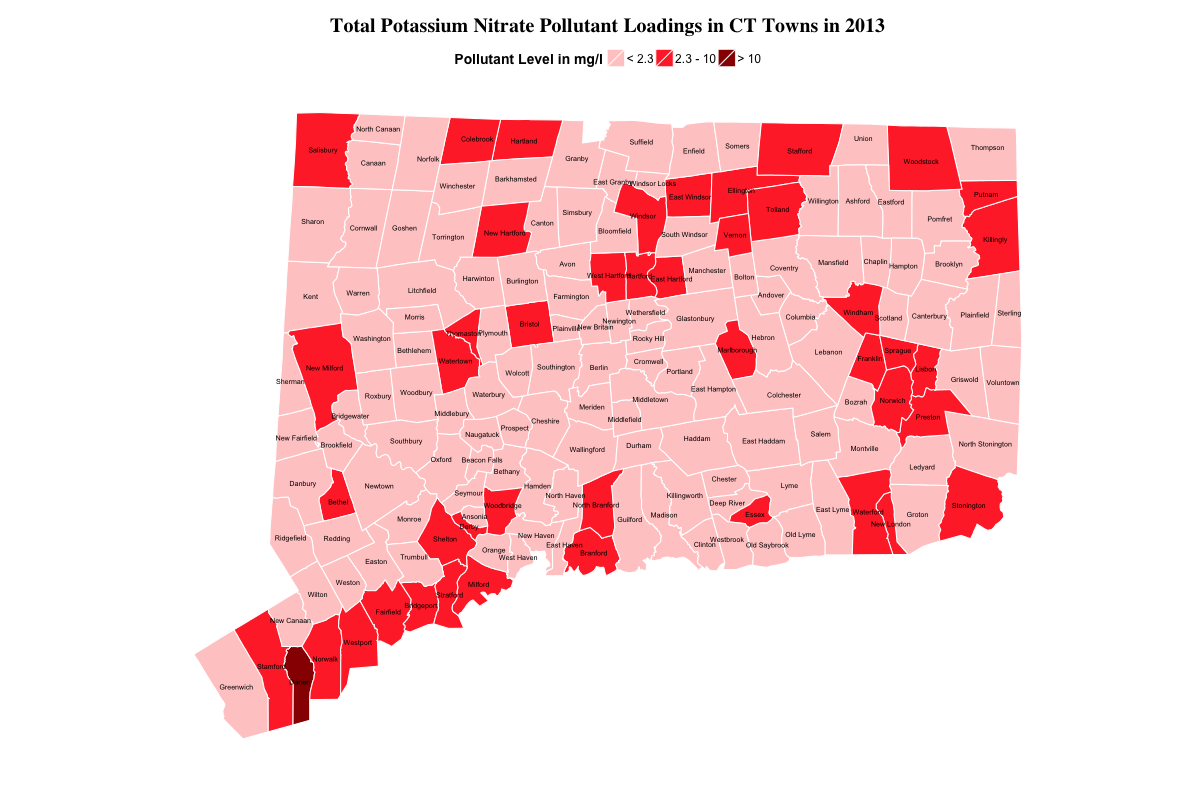 Total Potassium Nitrate Pollutant Loadings in CT Towns in 2013
Pollutant Level in mg/l < 2.3 2.3 - 10 > 10
North Canaan
Colebrook
Hartland
Salisbury
Canaan
Norfolk
Granby
Suffield
Enfield
Somers
Stafford
Union
Woodstock
Thompson
Winchester
Barkhamsted
East Granby
Windsor Locks
East Windsor
Ellington
Putnam
Sharon
Cornwall
Goshen
Torrington
New Hartford
Canton
Simsbury
Bloomfield
Windsor
South Windsor
Vernon
Tolland
Willington
Ashford
Eastford
Pomfret
Killingly
Kent
Warren
Litchfield
Harwinton
Burlington
Avon
Farmington
West Hartford
Hartford
East Hartford
Manchester
Bolton
Coventry
Mansfield
Chaplin
Hampton
Brooklyn
Andover
Washington
Morris
Bethlehem
Thomaston
Plymouth
Bristol
Plainville
New Britain
Newington
Wethersfield
Rocky Hill
Glastonbury
Hebron
Columbia
Windham
Scotland
Canterbury
Plainfield
Sterling
Sherman
New Milford
Roxbury
Woodbury
Watertown
Waterbury
Wolcott
Southington
Berlin
Cromwell
Portland
Marlborough
Lebanon
Franklin
Sprague
Lisbon
Griswold
Voluntown
Bridgewater
Middlebury
Naugatuck
Prospect
Cheshire
Meriden
Middletown
Middlefield
East Hampton
Colchester
Bozrah
Norwich
Preston
New Fairfield
Brookfield
Southbury
Oxford
Beacon Falls
Bethany
Wallingford
Durham
Haddam
East Haddam
Salem
Montville
Ledyard
North Stonington
Danbury
Bethel
Newtown
Monroe
Seymour
Ansonia
Derby
Woodbridge
Hamden
North Haven
North Branford
Guilford
Madison
Killingworth
Chester
Deep River
Essex
Lyme
East Lyme
Waterford
New London
Groton
Stonington
Ridgefield
Redding
Easton
Trumbull
Shelton
Orange
West Haven
New Haven
East Haven
Branford
Clinton
Westbrook
Old Saybrook
Old Lyme
Wilton
Weston
Fairfield
Bridgeport
Stratford
Milford
New Canaan
Westport
Norwalk
Stamford
Greenwich